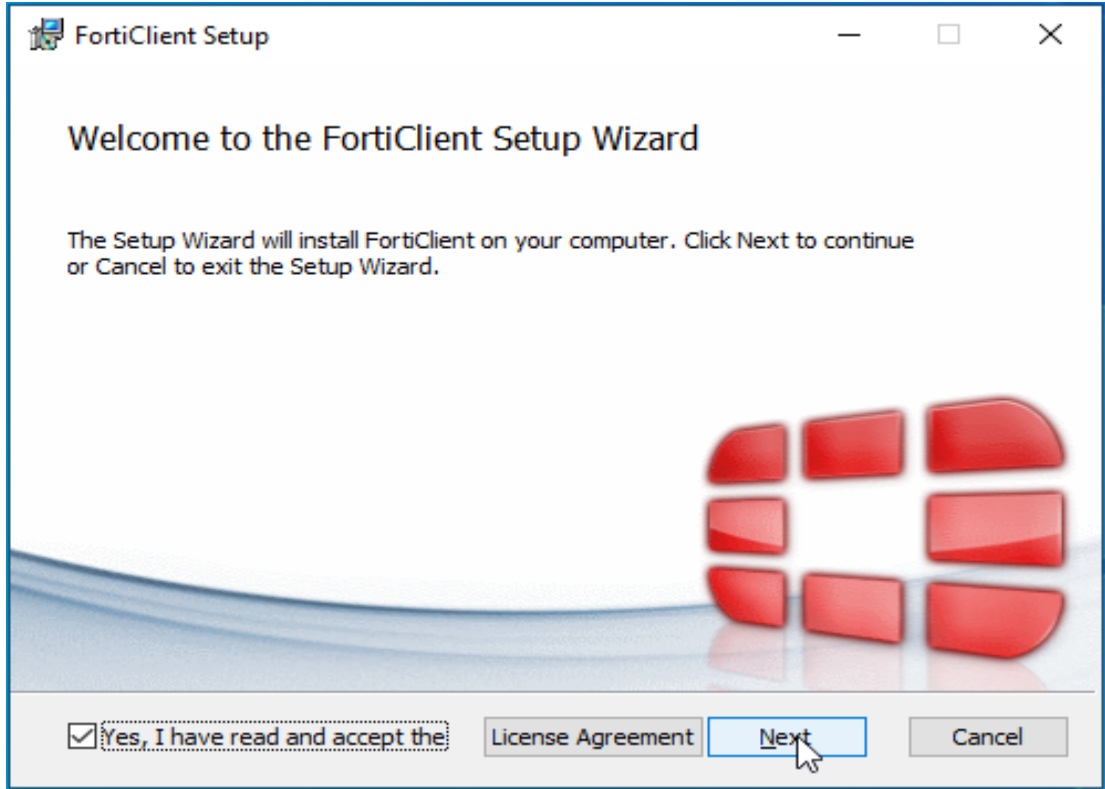 FortiClient Setup
Welcome to the FortiClient Setup Wizard
The Setup Wizard will install FortiClient on your computer. Click Next to continue
or Cancel to exit the Setup Wizard.
Yes, I have read and accept the License Agreement Next Cancel